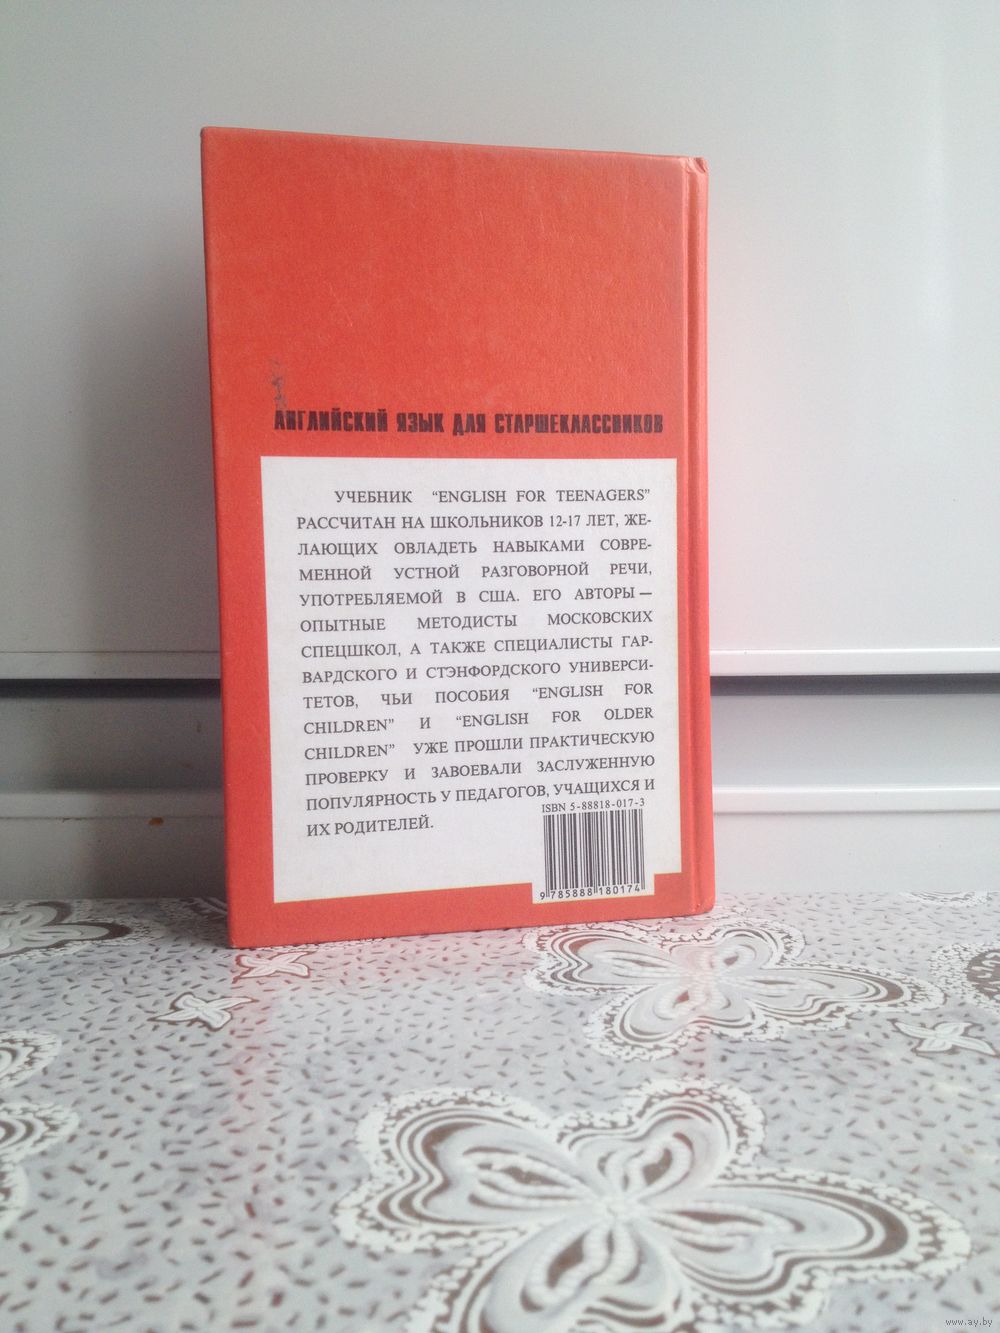 АНГЛИЙСКИЙ ЯЗЫК ДЛЯ СТАРШЕКЛАССНИКОВ
УЧЕБНИК “ENGLISH FOR TEENAGERS”
РАССЧИТАН НА ШКОЛЬНИКОВ 12-17 ЛЕТ, ЖЕ-
ЛАЮЩИХ ОВЛАДЕТЬ НАВЫКАМИ СОВРЕ-
МЕННОЙ УСТНОЙ РАЗГОВОРНОЙ РЕЧИ,
УПОТРЕБЛЯЕМОЙ В США. ЕГО АВТОРЫ —
ОПЫТНЫЕ МЕТОДИСТЫ МОСКОВСКИХ
СПЕЦШКОЛ, А ТАКЖЕ СПЕЦИАЛИСТЫ ГАР-
ВАРДСКОГО И СТЭНФОРДСКОГО УНИВЕРСИ-
ТЕТОВ, ЧЬИ ПОСОБИЯ “ENGLISH FOR
CHILDREN” И “ENGLISH FOR OLDER
CHILDREN” УЖЕ ПРОШЛИ ПРАКТИЧЕСКУЮ
ПРОВЕРКУ И ЗАВОЕВАЛИ ЗАСЛУЖЕННУЮ
ПОПУЛЯРНОСТЬ У ПЕДАГОГОВ, УЧАЩИХСЯ И
ИХ РОДИТЕЛЕЙ.
ISBN 5-88818-017-3
9 785888 180174
www.ay.by